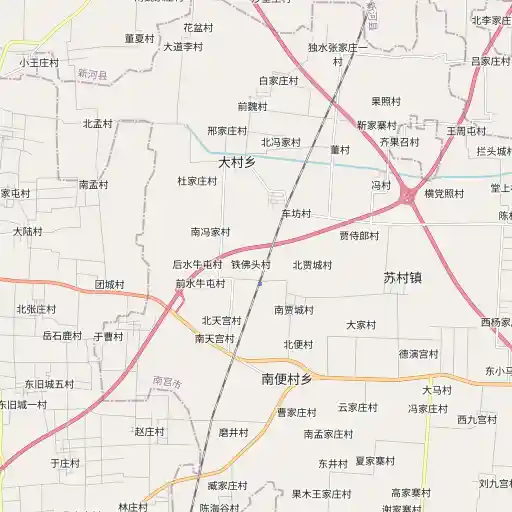 花盆村
董夏村
大道李村
独水张家庄一
村
北李家庄
吕家庄村
小王庄村
新河县
白家庄村
前魏村
果照村
北孟村
邢家庄村
靳家寨村
王周屯村
北冯家村
董村
齐果召村
拦头城村
大村乡
杜家庄村
南孟村
冯村
横党照村
堂上村
家屯村
车坊村
大陆村
南冯家村
贾侍郎村
后水牛屯村
铁佛头村
北贾城村
团城村
前水牛屯村
苏村镇
北张庄村
北天宫村
南贾城村
大家村
西杨家
岳石鹿村
于曹村
南天宫村
北便村
德演宫村
东小马
东旧城五村
南宫市
南便村乡
大马村
东旧城一村
云家庄村
冯家庄村
曹家庄村
西九宫村
赵庄村
磨井村
南孟家庄村
于庄村
东井村
夏家寨村
臧家庄村
果木王家庄村
高家寨村
刘九宫村
林庄村
陈海谷村
谢家寨村